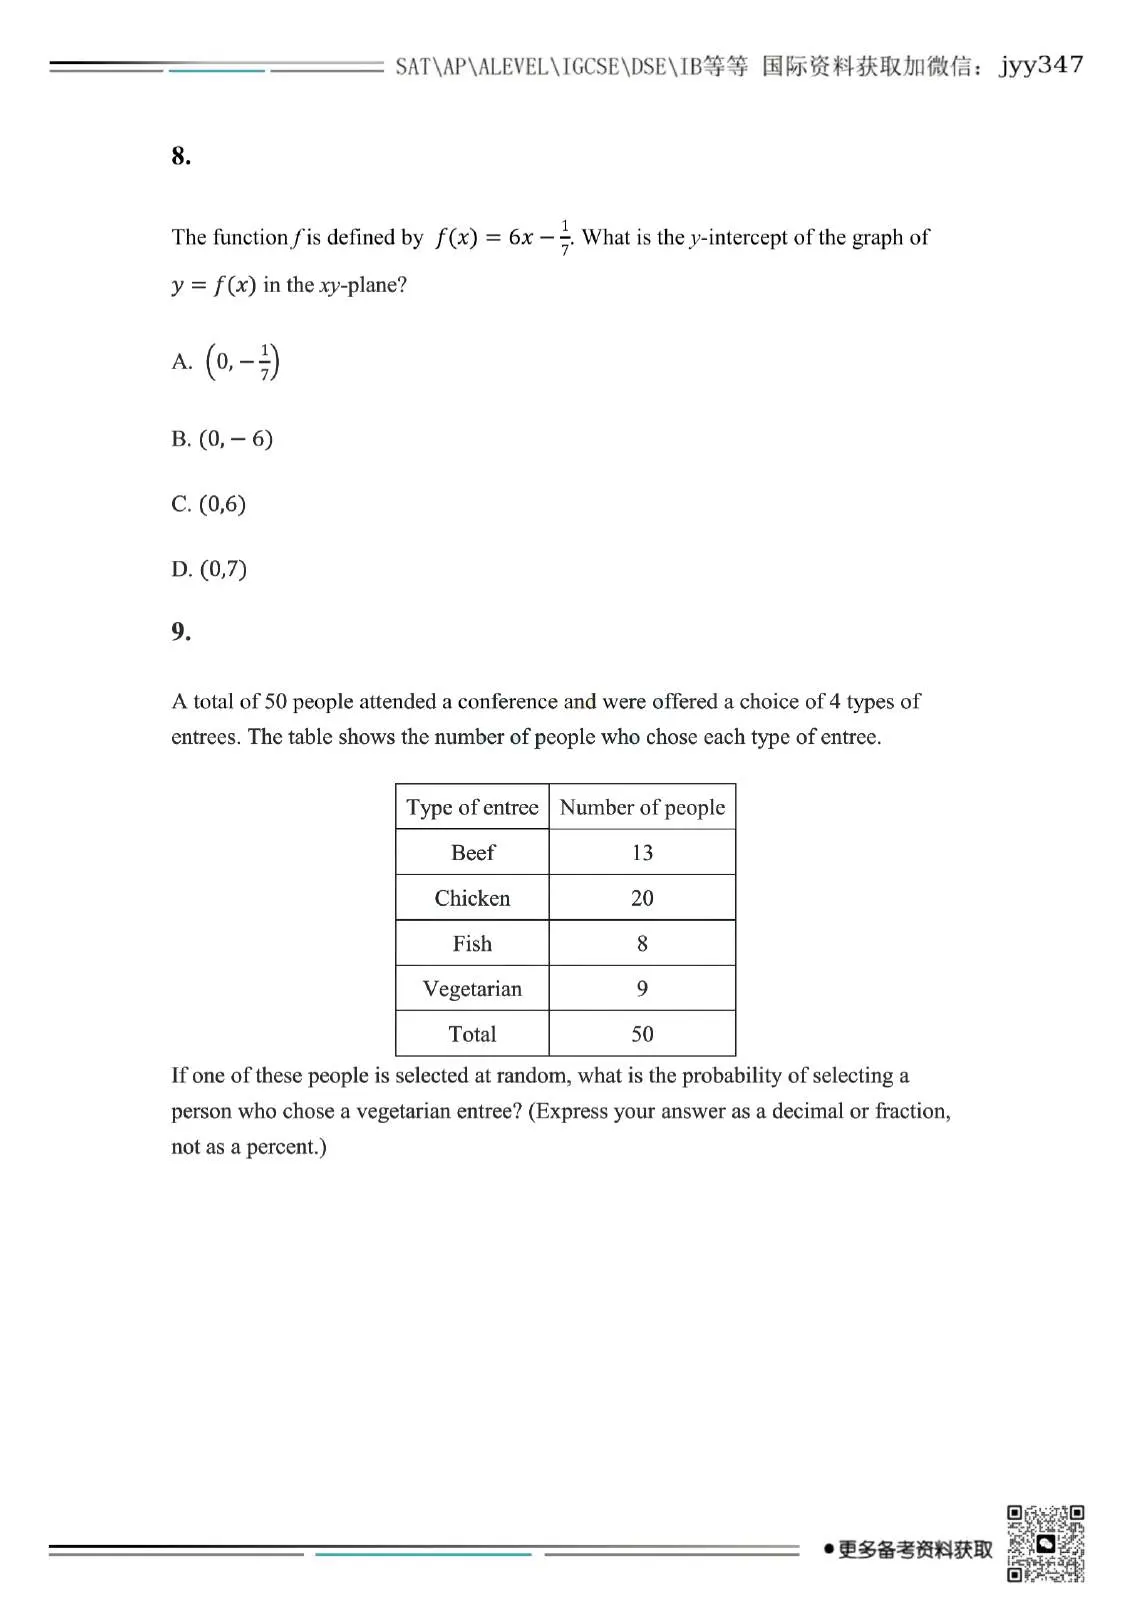 SAT\AP\ALEVEL\IGCSE\DSE\IB等等 国际资料获取加微信： jyy347
8.
The function f is defined by f(x) = 6x − 1/7. What is the y-intercept of the graph of
y = f(x) in the xy-plane?
A. (0, − 1/7)
B. (0, − 6)
C. (0,6)
D. (0,7)
9.
A total of 50 people attended a conference and were offered a choice of 4 types of
entrees. The table shows the number of people who chose each type of entree.
Type of entree Number of people
Beef 13
Chicken 20
Fish 8
Vegetarian 9
Total 50
If one of these people is selected at random, what is the probability of selecting a
person who chose a vegetarian entree? (Express your answer as a decimal or fraction,
not as a percent.)
●更多备考资料获取